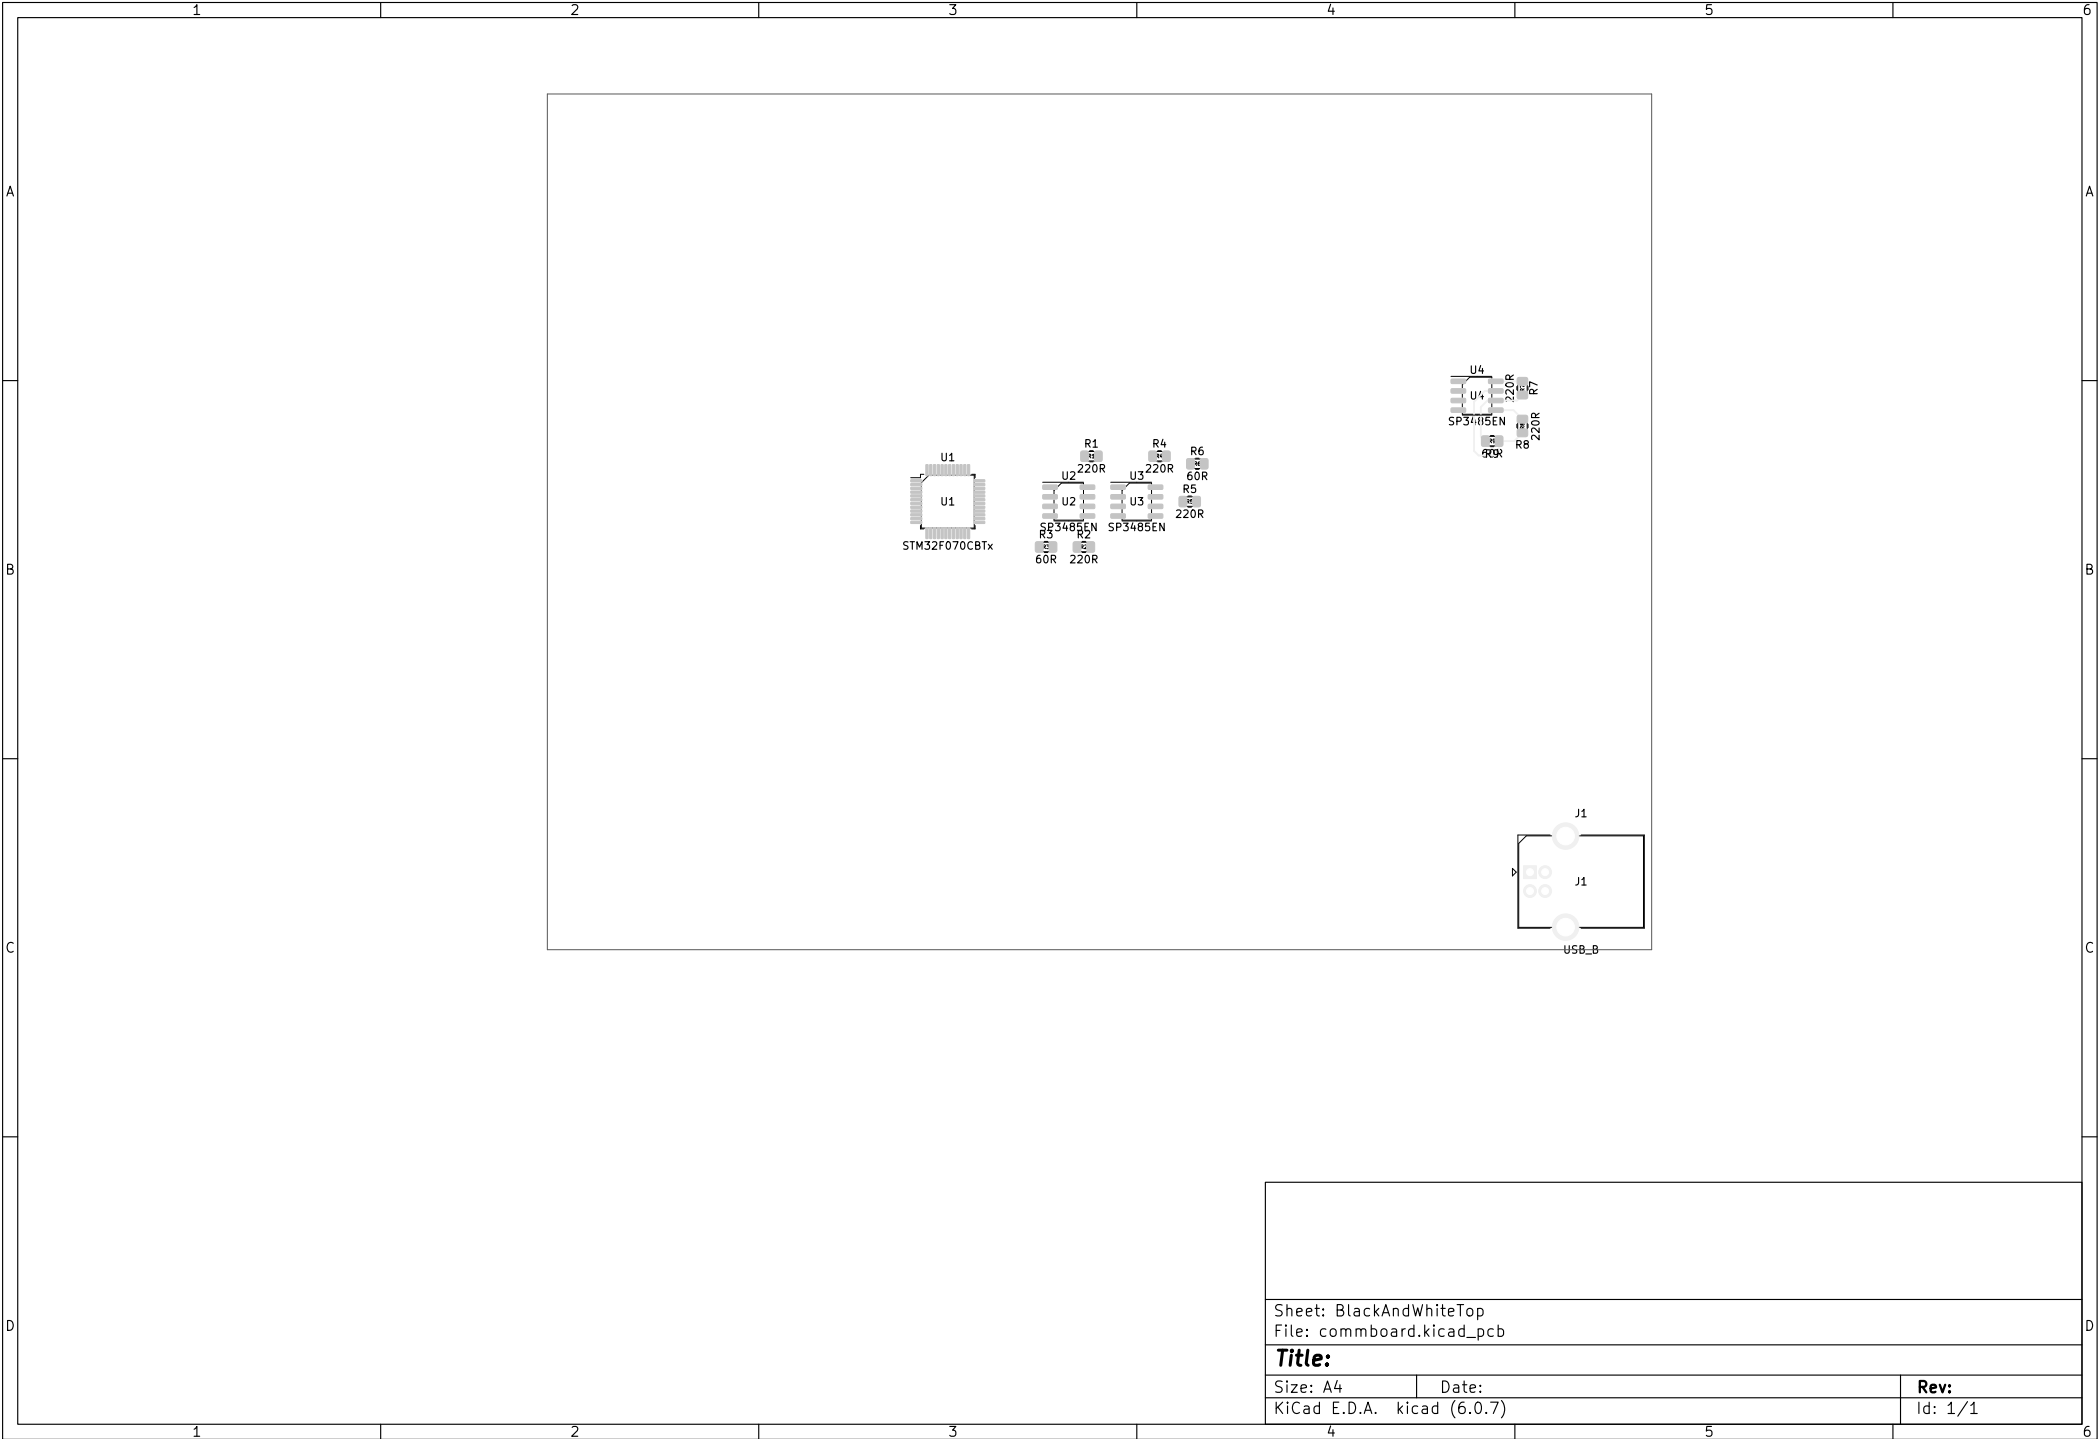 1 2 3 4 5 6
A A
U4
220R
R7
U4
SP3485EN
220R
R8
R1 R4
R6
U1 220R 220R
U2 U3 60R
R5
U1 U2 U3
220R
SP3485EN SP3485EN
R3 R2
STM32F070CBTx
60R 220R
B B
J1
J1
C C
USB_B
Sheet: BlackAndWhiteTop
File: commboard.kicad_pcb
D D
Title:
Size: A4 Date: Rev:
KiCad E.D.A. kicad (6.0.7) Id: 1/1
1 2 3 4 5 6